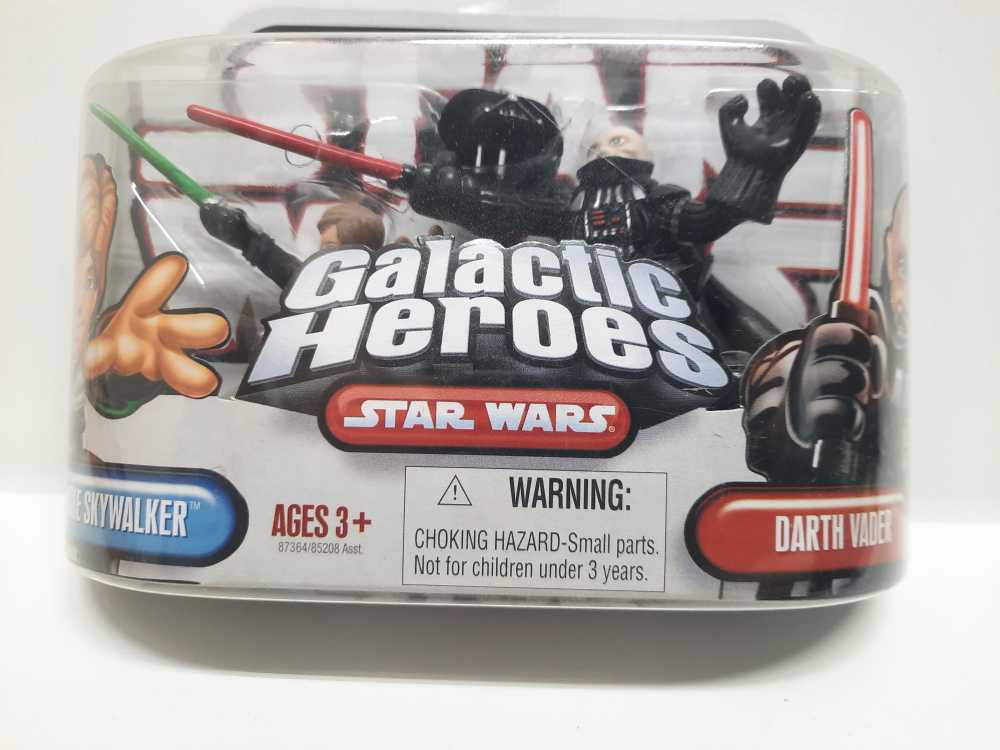 Galactic
Heroes
STAR WARS®
SKYWALKER™
AGES 3+
87364/85208 Asst.
WARNING:
CHOKING HAZARD-Small parts.
Not for children under 3 years.
DARTH VADER